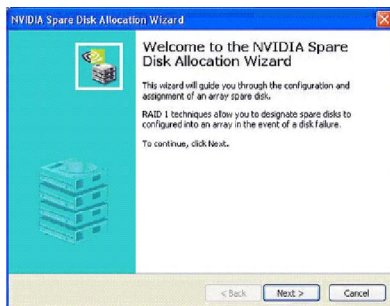 NVIDIA Spare Disk Allocation Wizard
Welcome to the NVIDIA Spare
Disk Allocation Wizard
This wizard will guide you through the configuration and
assignment of an array spare disk.
RAID 1 techniques allow you to designate spare disks to
configured into an array in the event of a disk failure.
To continue, click Next.
< Back
Next >
Cancel